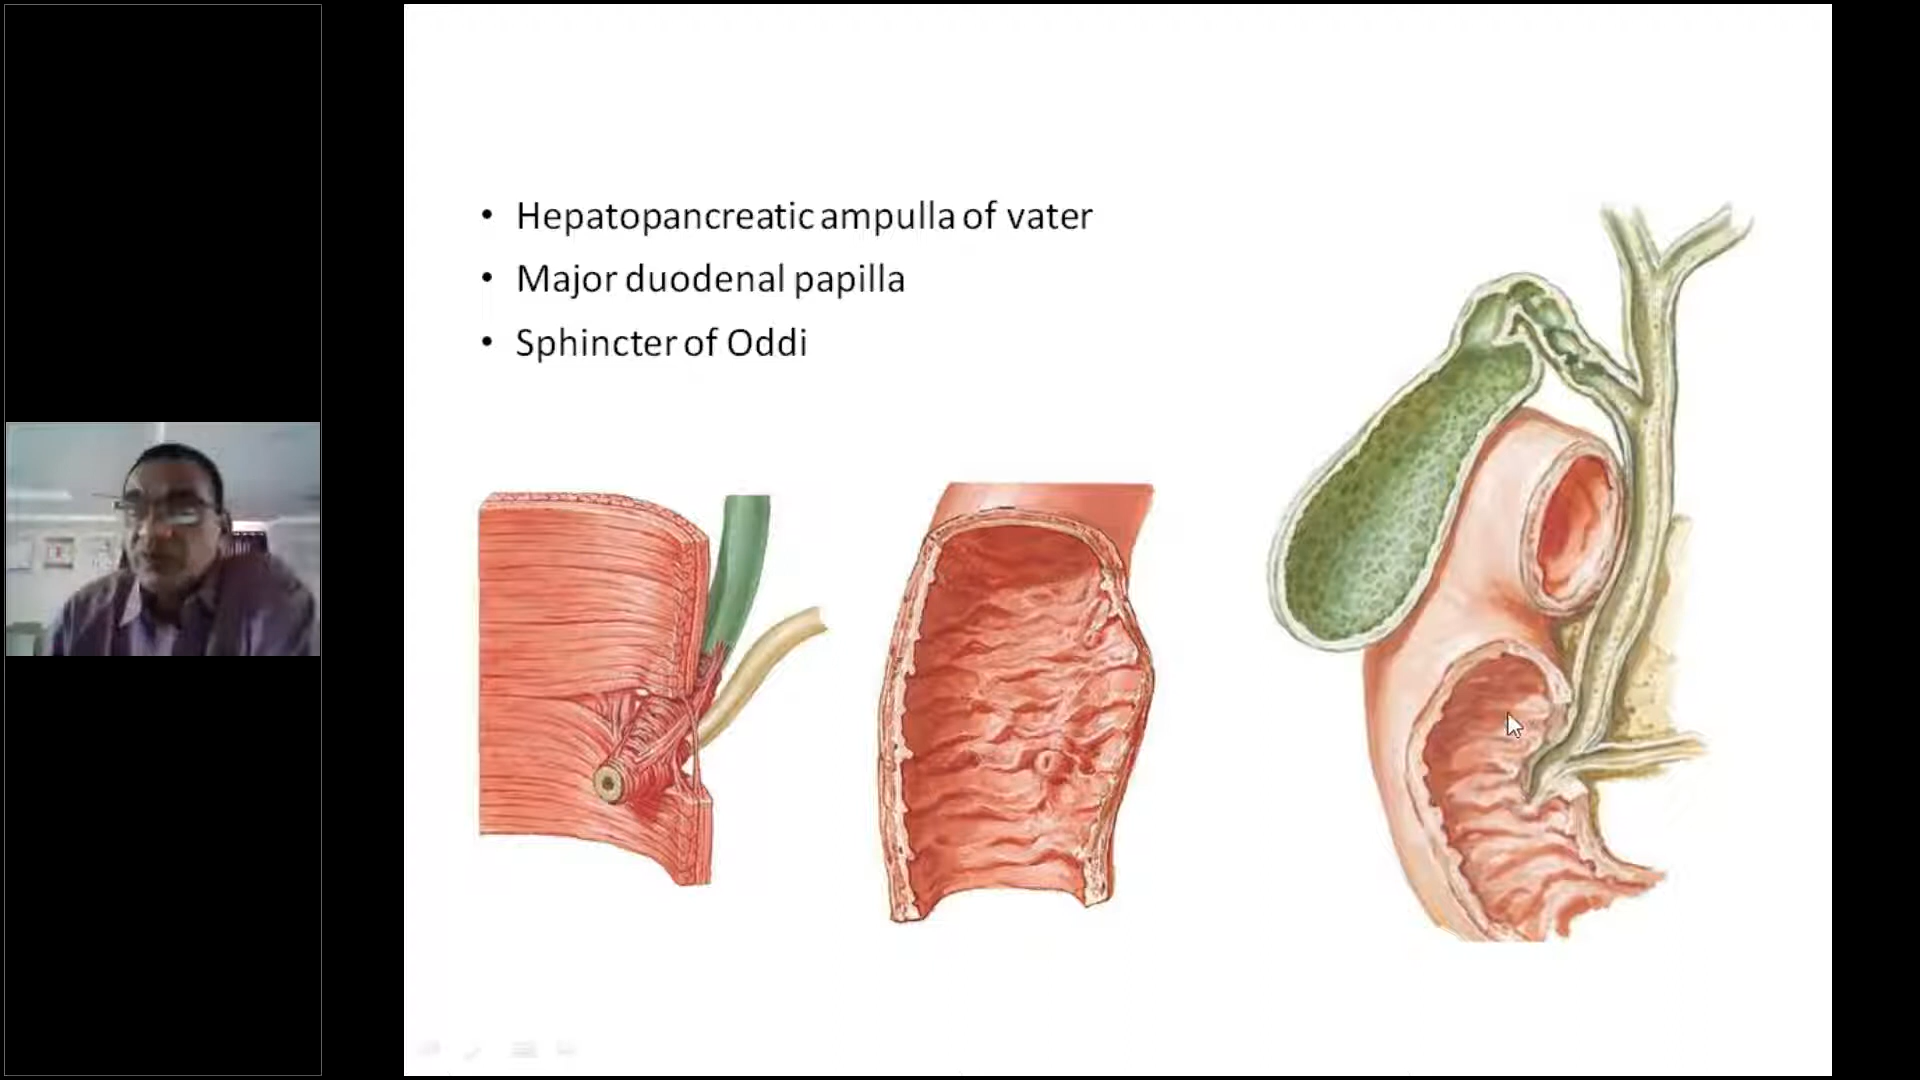 • Hepatopancreatic ampulla of vater
• Major duodenal papilla
• Sphincter of Oddi